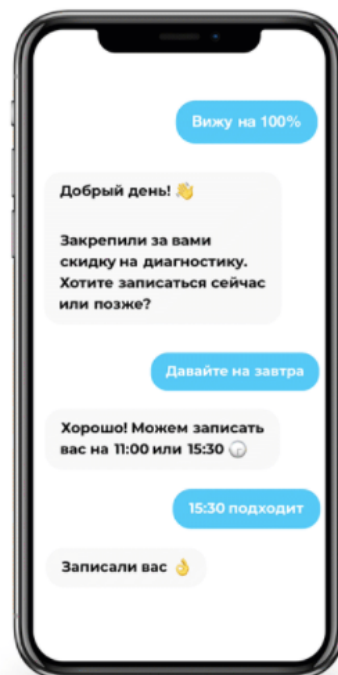 Вижу на 100%
Добрый день! 👋
Закрепили за вами
скидку на диагностику.
Хотите записаться сейчас
или позже?
Давайте на завтра
Хорошо! Можем записать
вас на 11:00 или 15:30 🕞
15:30 подходит
Записали вас 👌